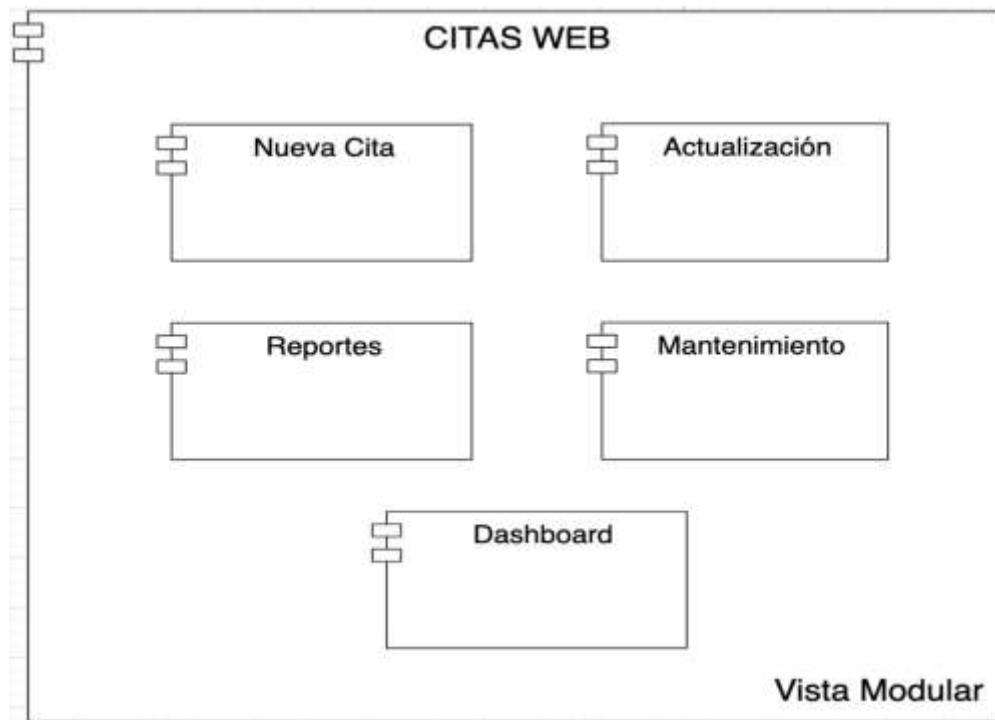 CITAS WEB
Nueva Cita
Actualización
Reportes
Mantenimiento
Dashboard
Vista Modular